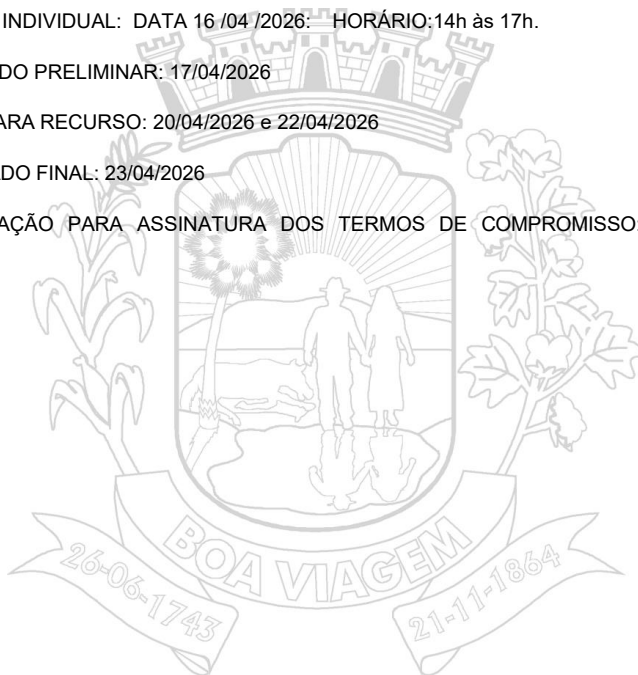 INDIVIDUAL: DATA 16 /04 /2026: HORÁRIO:14h às 17h.
DO PRELIMINAR: 17/04/2026
ARA RECURSO: 20/04/2026 e 22/04/2026
ADO FINAL: 23/04/2026
AÇÃO PARA ASSINATURA DOS TERMOS DE COMPROMISSO:
BOA VIAGEM
26-06-1743
21-11-1864